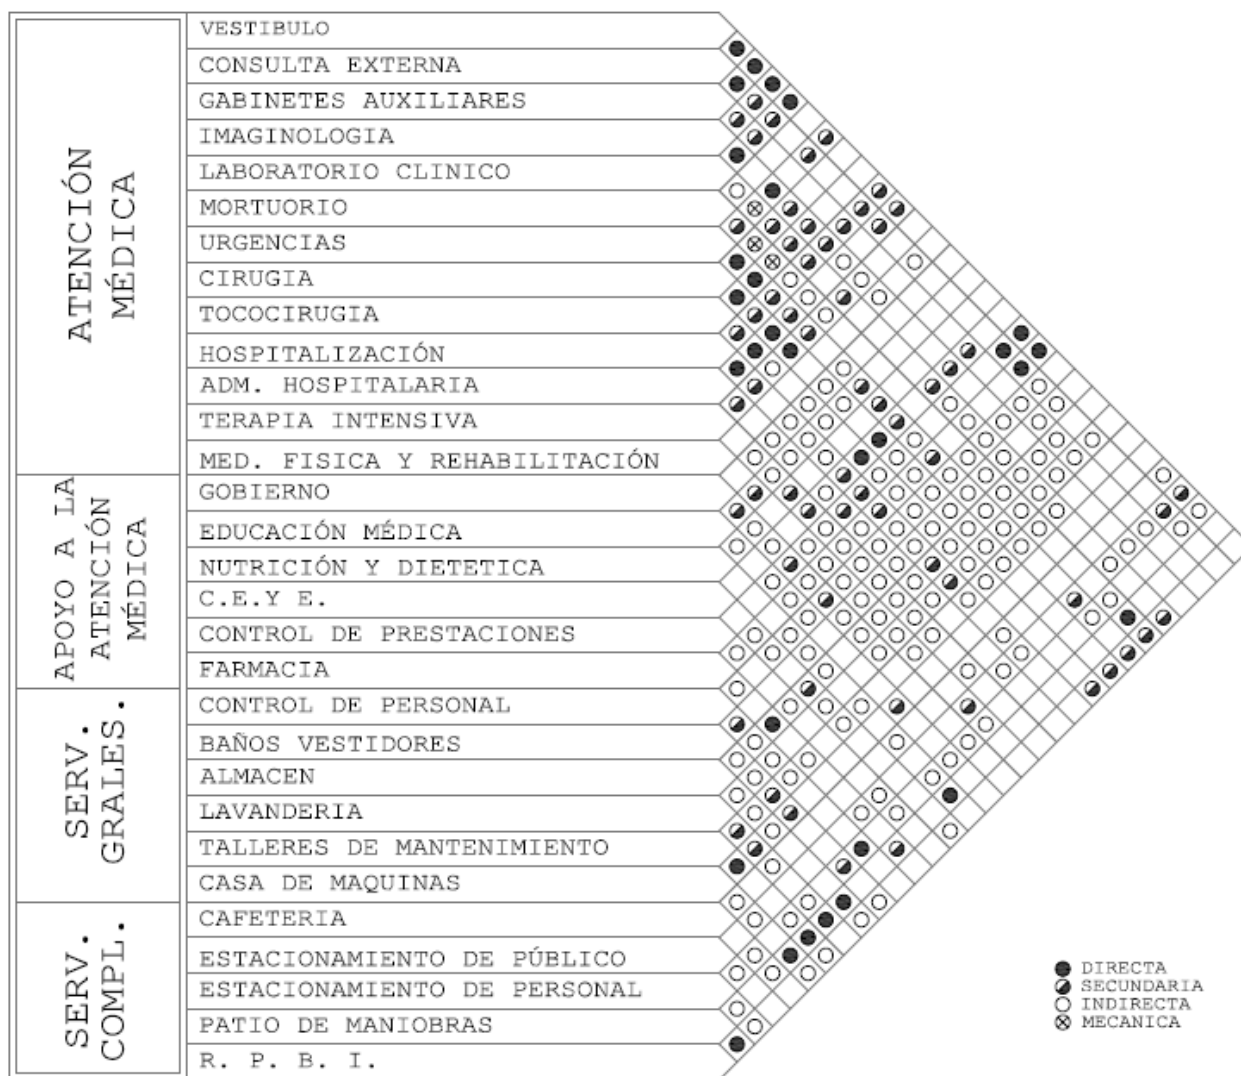 ATENCIÓN
MÉDICA
VESTIBULO
CONSULTA EXTERNA
GABINETES AUXILIARES
IMAGINOLOGIA
LABORATORIO CLINICO
MORTUORIO
URGENCIAS
CIRUGIA
TOCOCIRUGIA
HOSPITALIZACIÓN
ADM. HOSPITALARIA
TERAPIA INTENSIVA
MED. FISICA Y REHABILITACIÓN
APOYO A LA
ATENCIÓN
MÉDICA
GOBIERNO
EDUCACIÓN MÉDICA
NUTRICIÓN Y DIETETICA
C.E.Y E.
CONTROL DE PRESTACIONES
FARMACIA
SERV.
GRALES.
CONTROL DE PERSONAL
BAÑOS VESTIDORES
ALMACEN
LAVANDERIA
TALLERES DE MANTENIMIENTO
CASA DE MAQUINAS
SERV.
COMPL.
CAFETERIA
ESTACIONAMIENTO DE PÚBLICO
ESTACIONAMIENTO DE PERSONAL
PATIO DE MANIOBRAS
R. P. B. I.
DIRECTA
SECUNDARIA
INDIRECTA
MECANICA